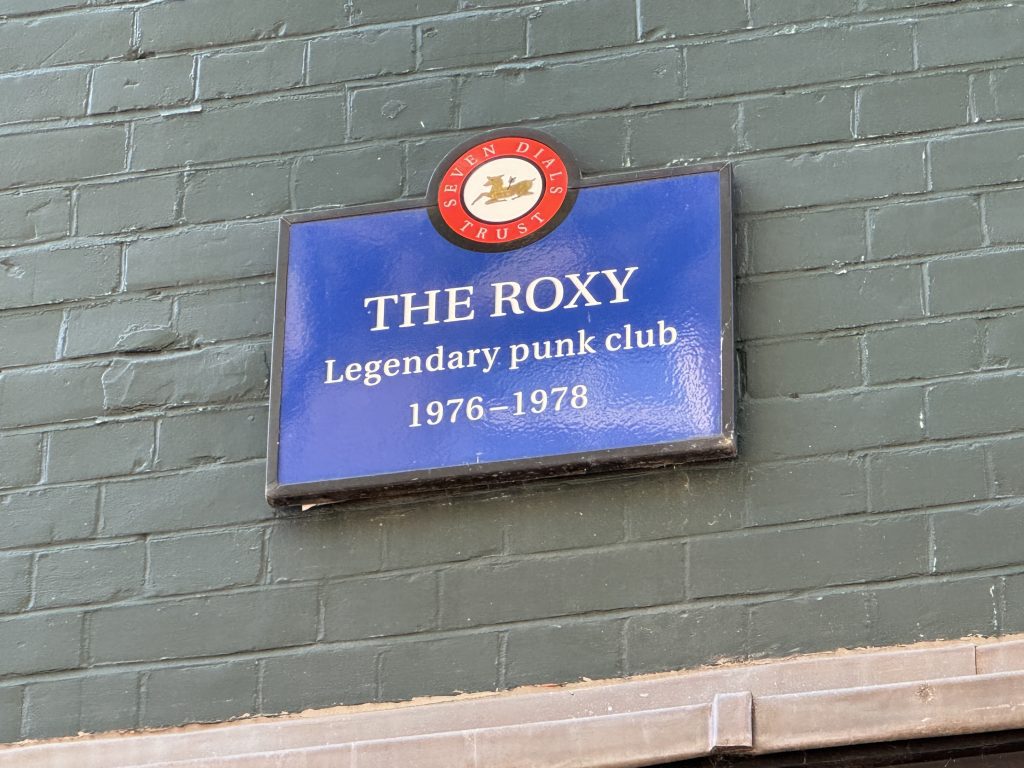 SEVEN DIALS
TRUST
THE ROXY
Legendary punk club
1976–1978